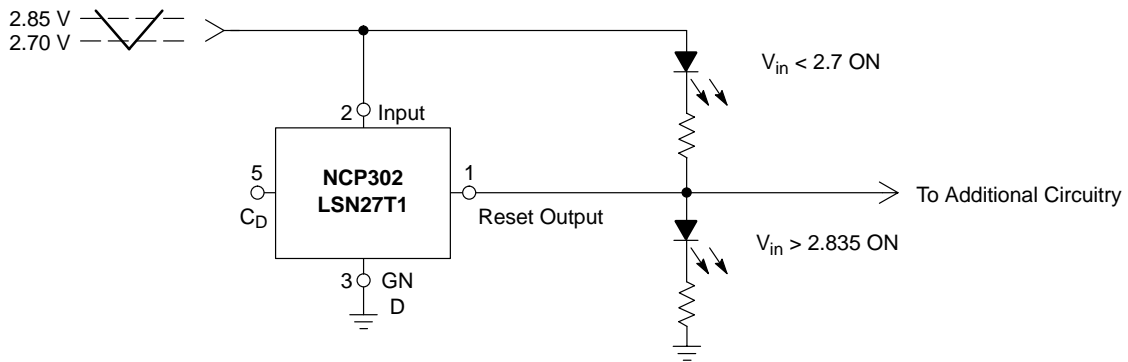 2.85 V
2.70 V
V_in < 2.7 ON
2 Input
NCP302
LSN27T1
5
C_D
1
Reset Output
To Additional Circuitry
V_in > 2.835 ON
3 GN
D